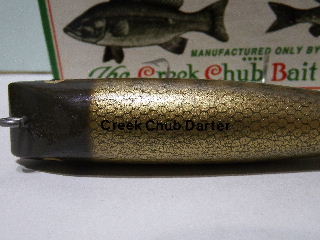 MANUFACTURED ONLY BY
The Creek Chub Bait
Creek Chub Darter